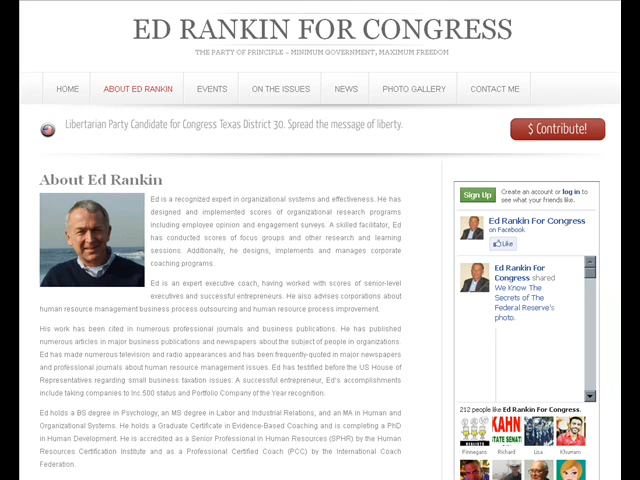 ED RANKIN FOR CONGRESS
THE PARTY OF PRINCIPLE – MINIMUM GOVERNMENT, MAXIMUM FREEDOM
HOME
ABOUT ED RANKIN
EVENTS
ON THE ISSUES
NEWS
PHOTO GALLERY
CONTACT ME
Libertarian Party Candidate for Congress Texas District 30. Spread the message of liberty.
$ Contribute!
About Ed Rankin
Ed is a recognized expert in organizational systems and effectiveness. He has
designed and implemented scores of organizational research programs
including employee opinion and engagement surveys. A skilled facilitator, Ed
has conducted scores of focus groups and other research and learning
sessions. Additionally, he designs, implements and manages corporate
coaching programs.
Ed is an expert executive coach, having worked with scores of senior-level
executives and successful entrepreneurs. He also advises corporations about
human resource management business process outsourcing and human resource process improvement.
His work has been cited in numerous professional journals and business publications. He has published
numerous articles in major business publications and newspapers about the subject of people in organizations.
Ed has made numerous television and radio appearances and has been frequently-quoted in major newspapers
and professional journals about human resource management issues. Ed has testified before the US House of
Representatives regarding small business taxation issues. A successful entrepreneur, Ed's accomplishments
include taking companies to Inc.500 status and Portfolio Company of the Year recognition.
Ed holds a BS degree in Psychology, an MS degree in Labor and Industrial Relations, and an MA in Human and
Organizational Systems. He holds a Graduate Certificate in Evidence-Based Coaching and is completing a PhD
in Human Development. He is accredited as a Senior Professional in Human Resources (SPHR) by the Human
Resources Certification Institute and as a Professional Certified Coach (PCC) by the International Coach
Federation.
Sign Up
Create an account or log in to
see what your friends like.
Ed Rankin For Congress
on Facebook
Like
Ed Rankin For
Congress shared
We Know The
Secrets of The
Federal Reserve's
photo.
212 people like Ed Rankin For Congress.
KAHN
STATE SENAT
Finnegans
Richard
Lisa
Khurram